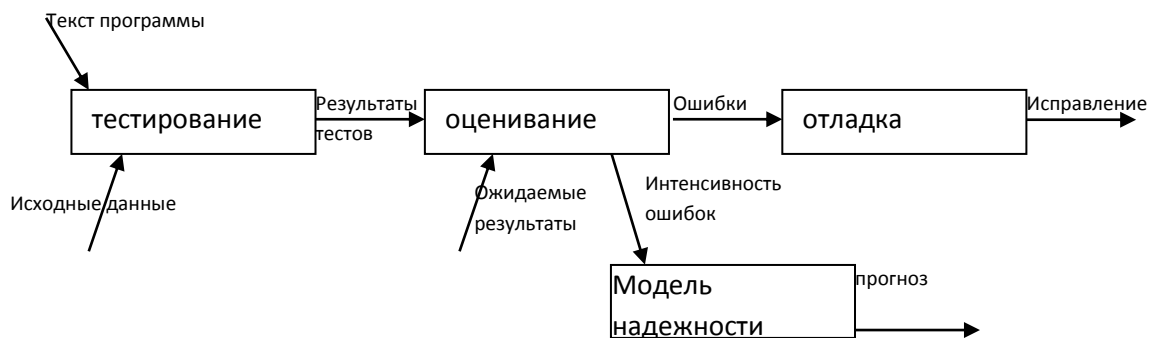 Текст программы
тестирование
Результаты
тестов
оценивание
Ошибки
отладка
Исправление
Исходные данные
Ожидаемые
результаты
Интенсивность
ошибок
Модель
надежности
прогноз